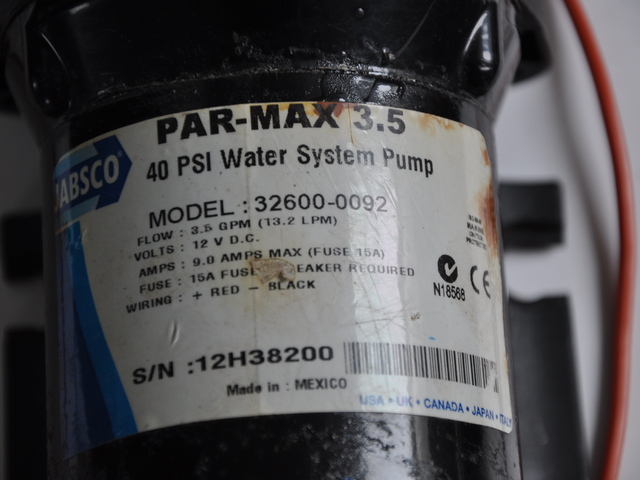 PAR-MAX 3.5
JABSCO
40 PSI Water System Pump
MODEL : 32600-0092
FLOW : 3.5 GPM (13.2 LPM)
VOLTS : 12 V D.C.
AMPS : 9.0 AMPS MAX (FUSE 15A)
FUSE : 15A REQUIRED
WIRING : + RED - BLACK
N18568
CE
S/N : 12H38200
Made in : MEXICO
USA • UK • CANADA • JAPAN • ITALY